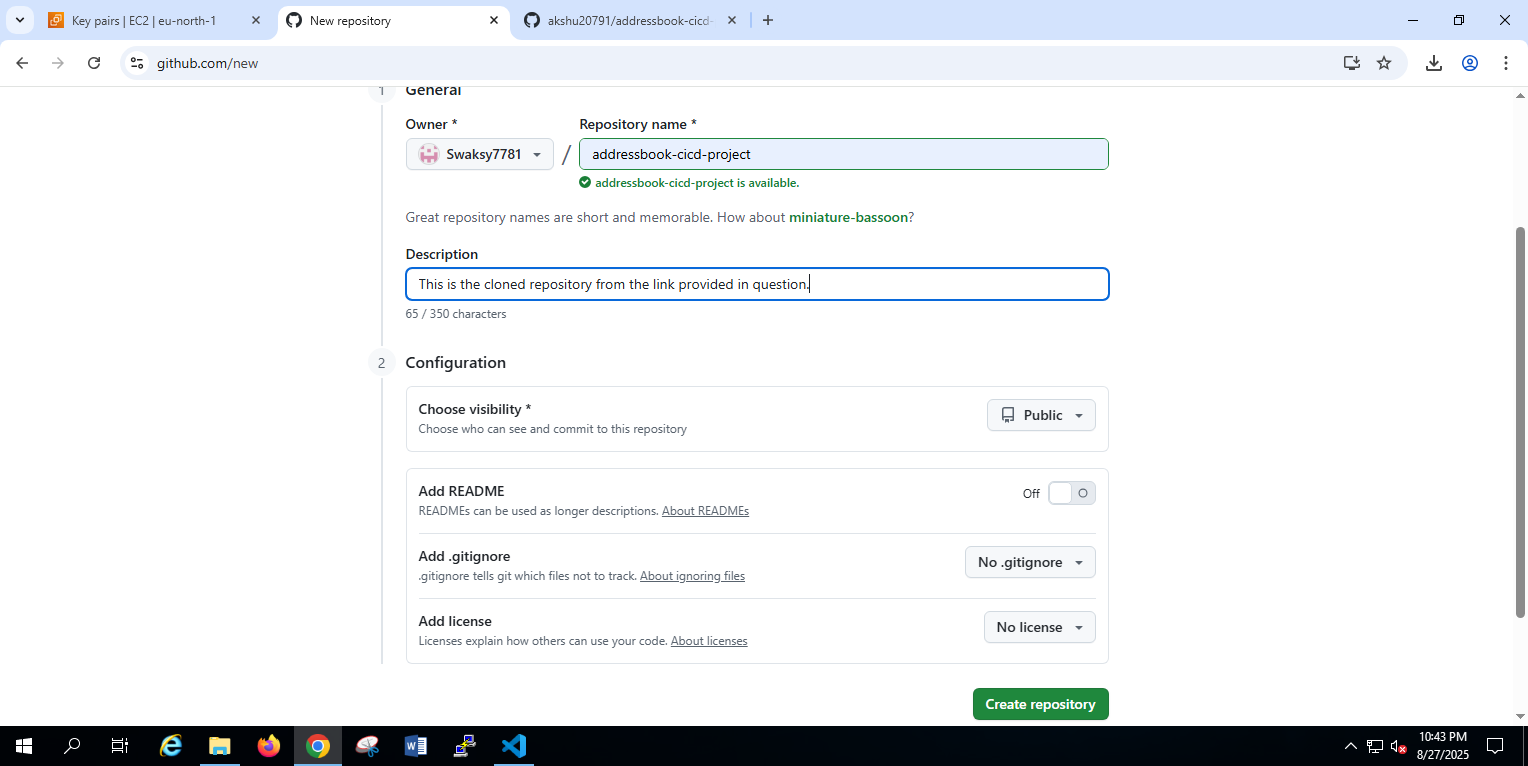 Key pairs | EC2 | eu-north-1
New repository
akshu20791/addressbook-cicd-
github.com/new
1 General
Owner * Repository name *
Swaksy7781 / addressbook-cicd-project
addressbook-cicd-project is available.
Great repository names are short and memorable. How about miniature-bassoon?
Description
This is the cloned repository from the link provided in question.
65 / 350 characters
2 Configuration
Choose visibility *
Choose who can see and commit to this repository
Public
Add README
READMEs can be used as longer descriptions. About READMEs
Off
Add .gitignore
.gitignore tells git which files not to track. About ignoring files
No .gitignore
Add license
Licenses explain how others can use your code. About licenses
No license
Create repository
10:43 PM
8/27/2025